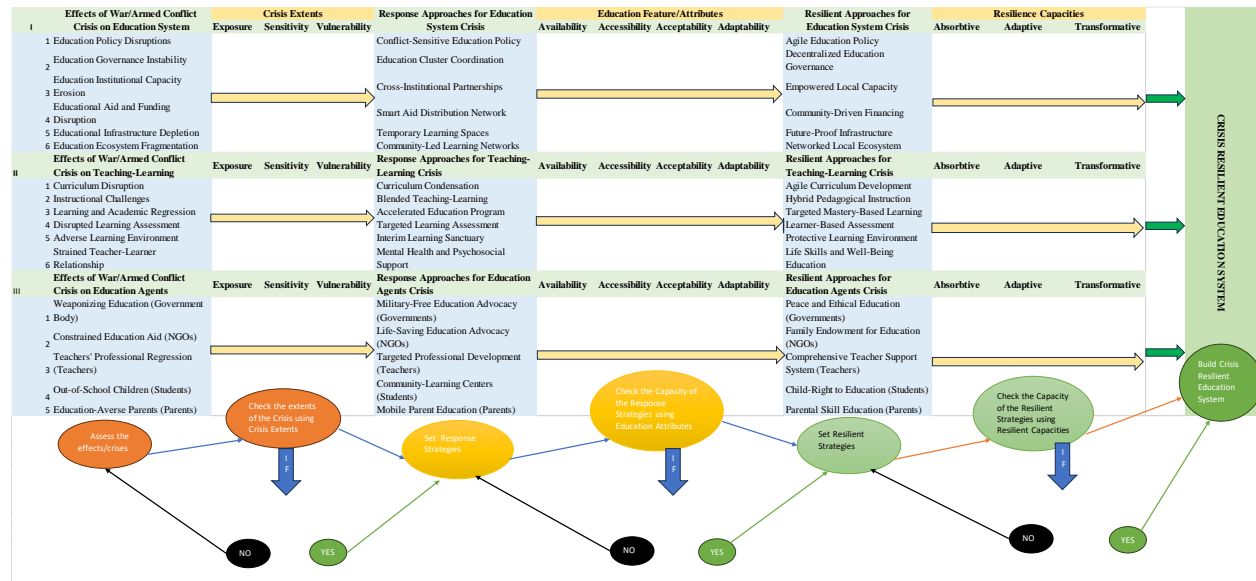 Crisis Extents Education Feature/Attributes Resilience Capacities
I Effects of War/Armed Conflict Crisis on Education System Exposure Sensitivity Vulnerability Response Approaches for Education System Crisis Availability Accessibility Acceptability Adaptability Resilient Approaches for Education System Crisis Absorbtive Adaptive Transformative
1 Education Policy Disruptions Conflict-Sensitive Education Policy Agile Education Policy
2 Education Governance Instability Education Cluster Coordination Decentralized Education Governance
3 Education Institutional Capacity Erosion Cross-Institutional Partnerships Empowered Local Capacity
4 Educational Aid and Funding Disruption Smart Aid Distribution Network Community-Driven Financing
5 Educational Infrastructure Depletion Temporary Learning Spaces Future-Proof Infrastructure
6 Education Ecosystem Fragmentation Community-Led Learning Networks Networked Local Ecosystem
II Effects of War/Armed Conflict Crisis on Teaching-Learning Exposure Sensitivity Vulnerability Response Approaches for Teaching-Learning Crisis Availability Accessibility Acceptability Adaptability Resilient Approaches for Teaching-Learning Crisis Absorbtive Adaptive Transformative
1 Curriculum Disruption Curriculum Condensation Agile Curriculum Development
2 Instructional Challenges Blended Teaching-Learning Hybrid Pedagogical Instruction
3 Learning and Academic Regression Accelerated Education Program Targeted Mastery-Based Learning
4 Disrupted Learning Assessment Targeted Learning Assessment Learner-Based Assessment
5 Adverse Learning Environment Interim Learning Sanctuary Protective Learning Environment
6 Strained Teacher-Learner Relationship Mental Health and Psychosocial Support Life Skills and Well-Being Education
III Effects of War/Armed Conflict Crisis on Education Agents Exposure Sensitivity Vulnerability Response Approaches for Education Agents Crisis Availability Accessibility Acceptability Adaptability Resilient Approaches for Education Agents Crisis Absorbtive Adaptive Transformative
1 Weaponizing Education (Government Body) Military-Free Education Advocacy (Governments) Peace and Ethical Education (Governments)
2 Constrained Education Aid (NGOs) Life-Saving Education Advocacy (NGOs) Family Endowment for Education (NGOs)
3 Teachers' Professional Regression (Teachers) Targeted Professional Development (Teachers) Comprehensive Teacher Support System (Teachers)
4 Out-of-School Children (Students) Community-Learning Centers (Students) Child-Right to Education (Students)
5 Education-Averse Parents (Parents) Mobile Parent Education (Parents) Parental Skill Education (Parents)
CRISIS RESILIENT EDUCATION SYSTEM
Assess the effects/crises
Check the extents of the Crisis using Crisis Extents
Set Response Strategies
Check the Capacity of the Response Strategies using Education Attributes
Set Resilient Strategies
Check the Capacity of the Resilient Strategies using Resilient Capacities
Build Crisis Resilient Education System
IF
IF
IF
NO
YES
NO
YES
NO
YES